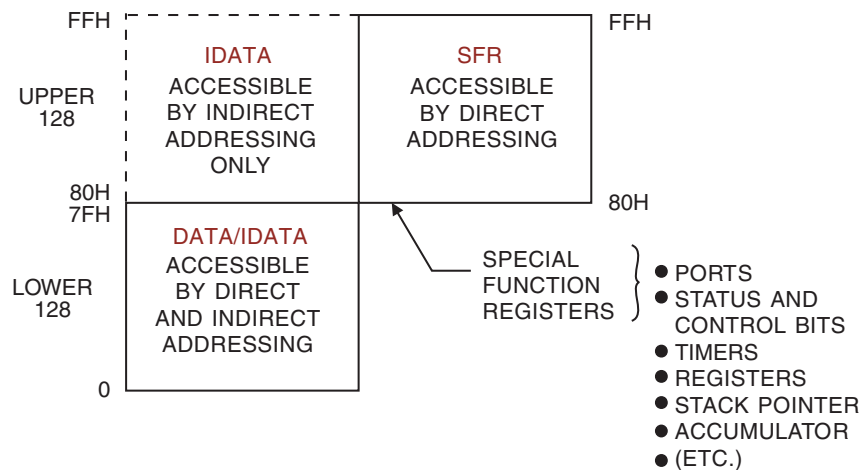 FFH
UPPER
128
80H
7FH
LOWER
128
0
IDATA
ACCESSIBLE
BY INDIRECT
ADDRESSING
ONLY
SFR
ACCESSIBLE
BY DIRECT
ADDRESSING
FFH
80H
DATA/IDATA
ACCESSIBLE
BY DIRECT
AND INDIRECT
ADDRESSING
SPECIAL
FUNCTION
REGISTERS
● PORTS
● STATUS AND
CONTROL BITS
● TIMERS
● REGISTERS
● STACK POINTER
● ACCUMULATOR
● (ETC.)